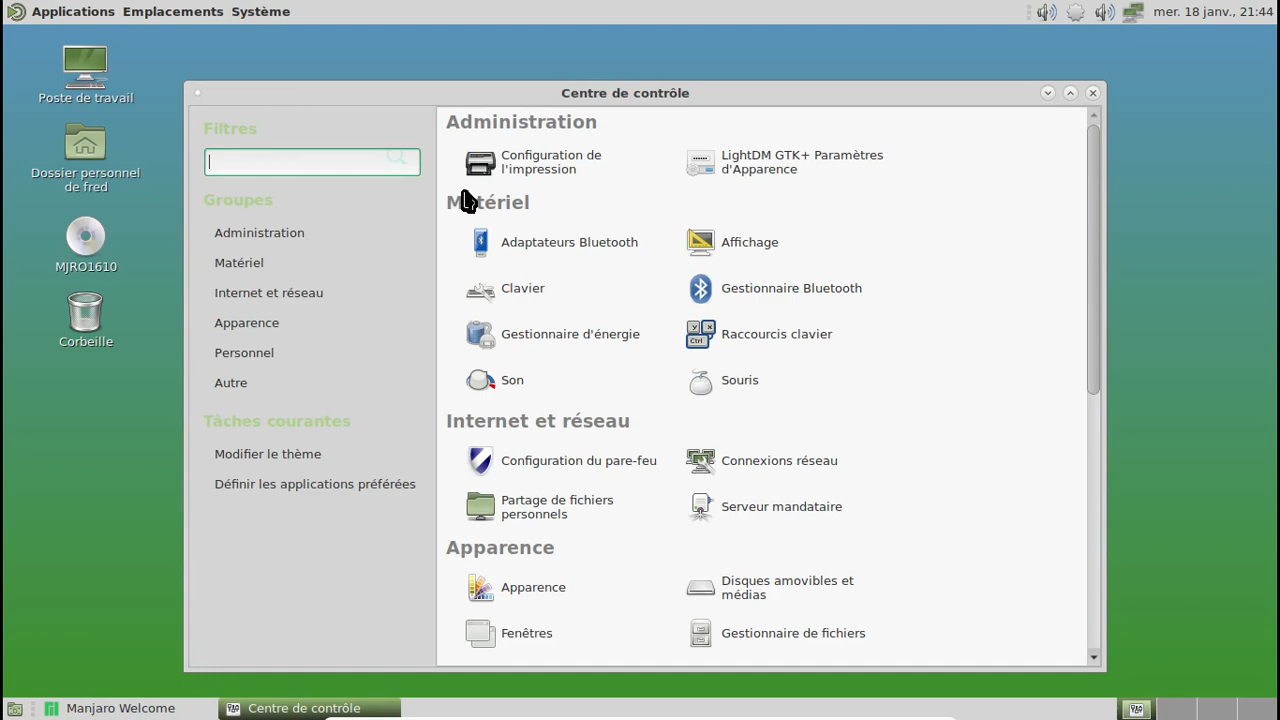 Applications Emplacements Système
mer. 18 janv., 21:44
Poste de travail
Dossier personnel
de fred
MJRO1610
Corbeille
Centre de contrôle
Filtres
Groupes
Administration
Matériel
Internet et réseau
Apparence
Personnel
Autre
Tâches courantes
Modifier le thème
Définir les applications préférées
Administration
Configuration de
l'impression
LightDM GTK+ Paramètres
d'Apparence
Matériel
Adaptateurs Bluetooth
Affichage
Clavier
Gestionnaire Bluetooth
Gestionnaire d'énergie
Raccourcis clavier
Son
Souris
Internet et réseau
Configuration du pare-feu
Connexions réseau
Partage de fichiers
personnels
Serveur mandataire
Apparence
Apparence
Disques amovibles et
médias
Fenêtres
Gestionnaire de fichiers
Manjaro Welcome
Centre de contrôle